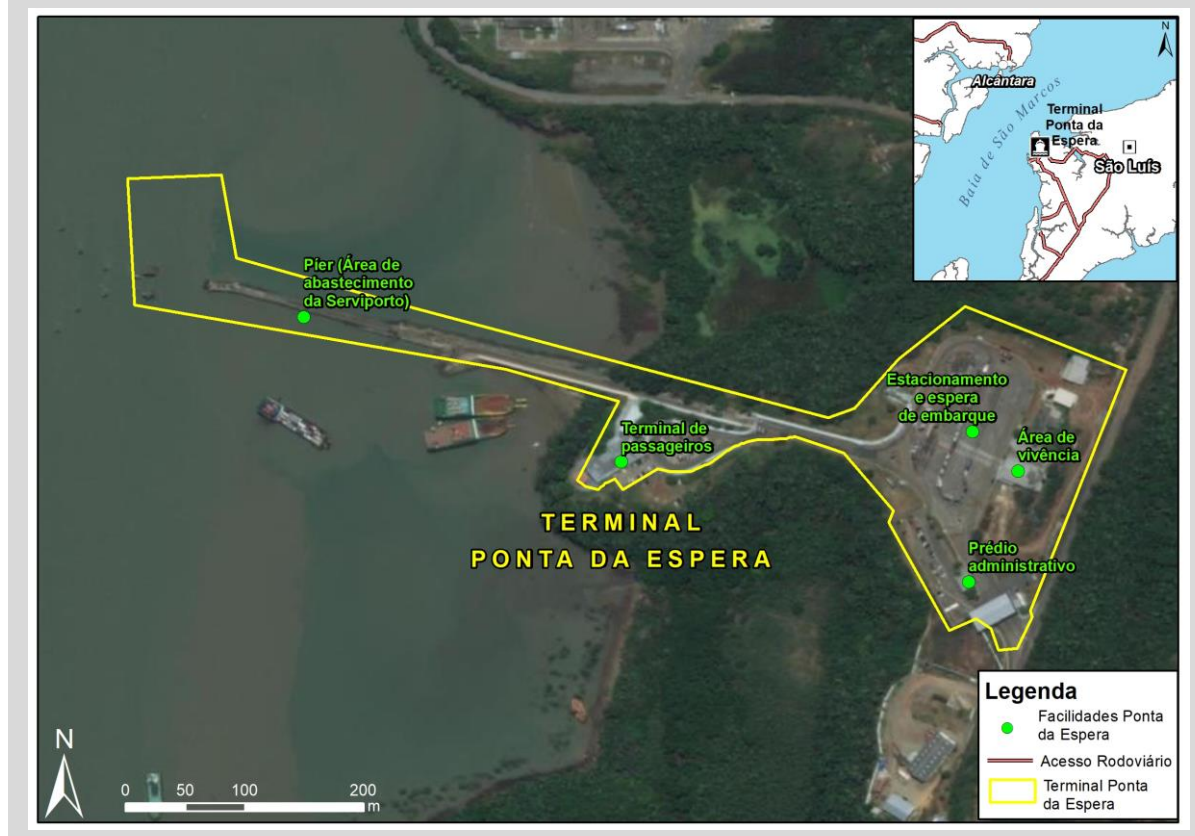 N
Alcântara
Baia de São Marcos
Terminal
Ponta da
Espera
São Luís
Píer (Área de
abastecimento
da Serviporto)
Estacionamento
e espera
de embarque
Terminal de
passageiros
Área de
vivência
TERMINAL
PONTA DA ESPERA
Prédio
administrativo
Legenda
Facilidades Ponta
da Espera
Acesso Rodoviário
Terminal Ponta
da Espera
N
0 50 100 200
m